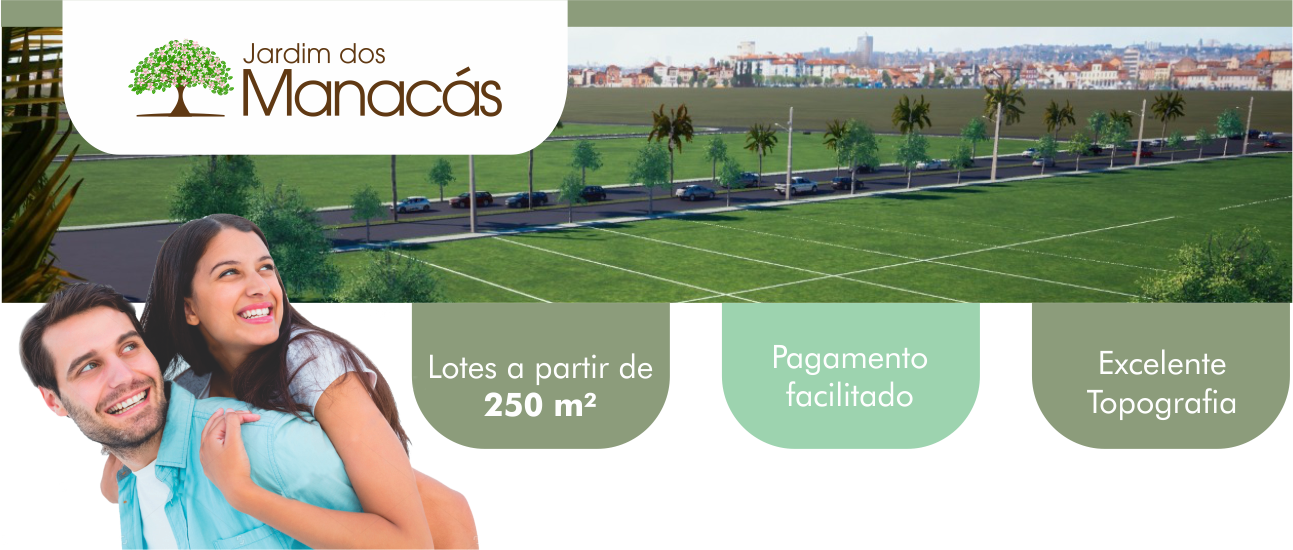 Jardim dos
Manacás
Lotes a partir de
250 m²
Pagamento
facilitado
Excelente
Topografia